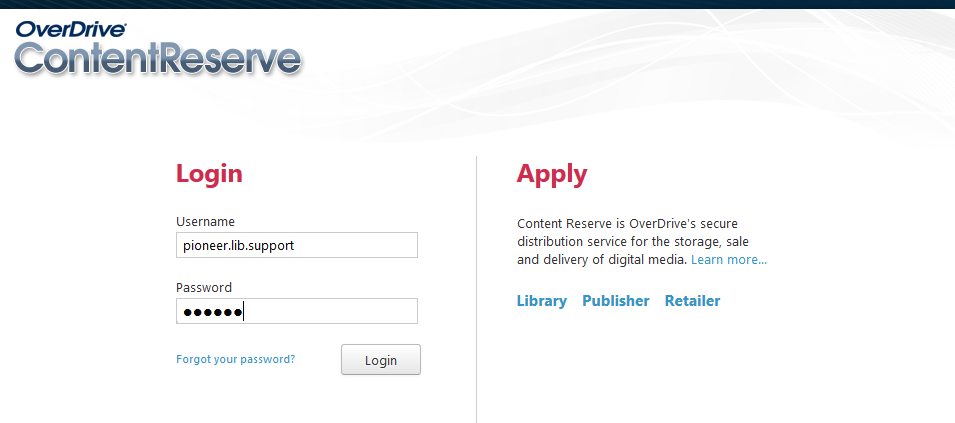 OverDrive®
ContentReserve
Login
Username
pioneer.lib.support
Password
●●●●●●
Forgot your password?
Login
Apply
Content Reserve is OverDrive's secure
distribution service for the storage, sale
and delivery of digital media. Learn more...
Library Publisher Retailer